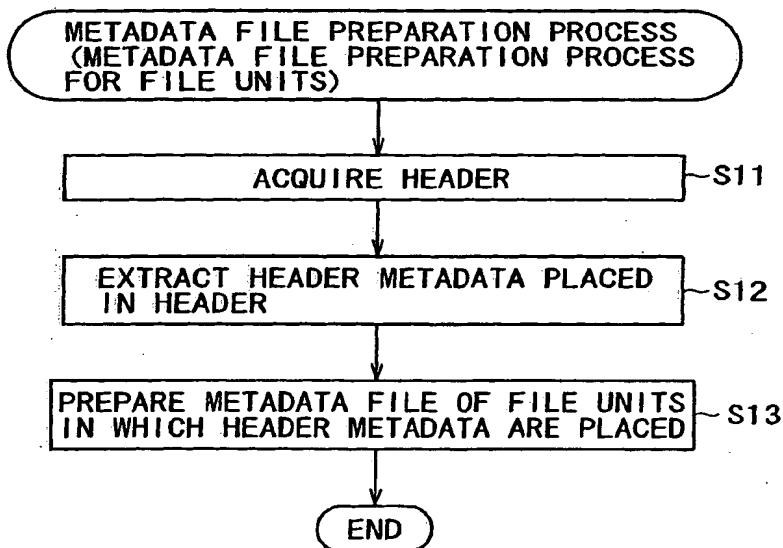 METADATA FILE PREPARATION PROCESS
(METADATA FILE PREPARATION PROCESS
FOR FILE UNITS)
ACQUIRE HEADER
S11
EXTRACT HEADER METADATA PLACED
IN HEADER
S12
PREPARE METADATA FILE OF FILE UNITS
IN WHICH HEADER METADATA ARE PLACED
S13
END